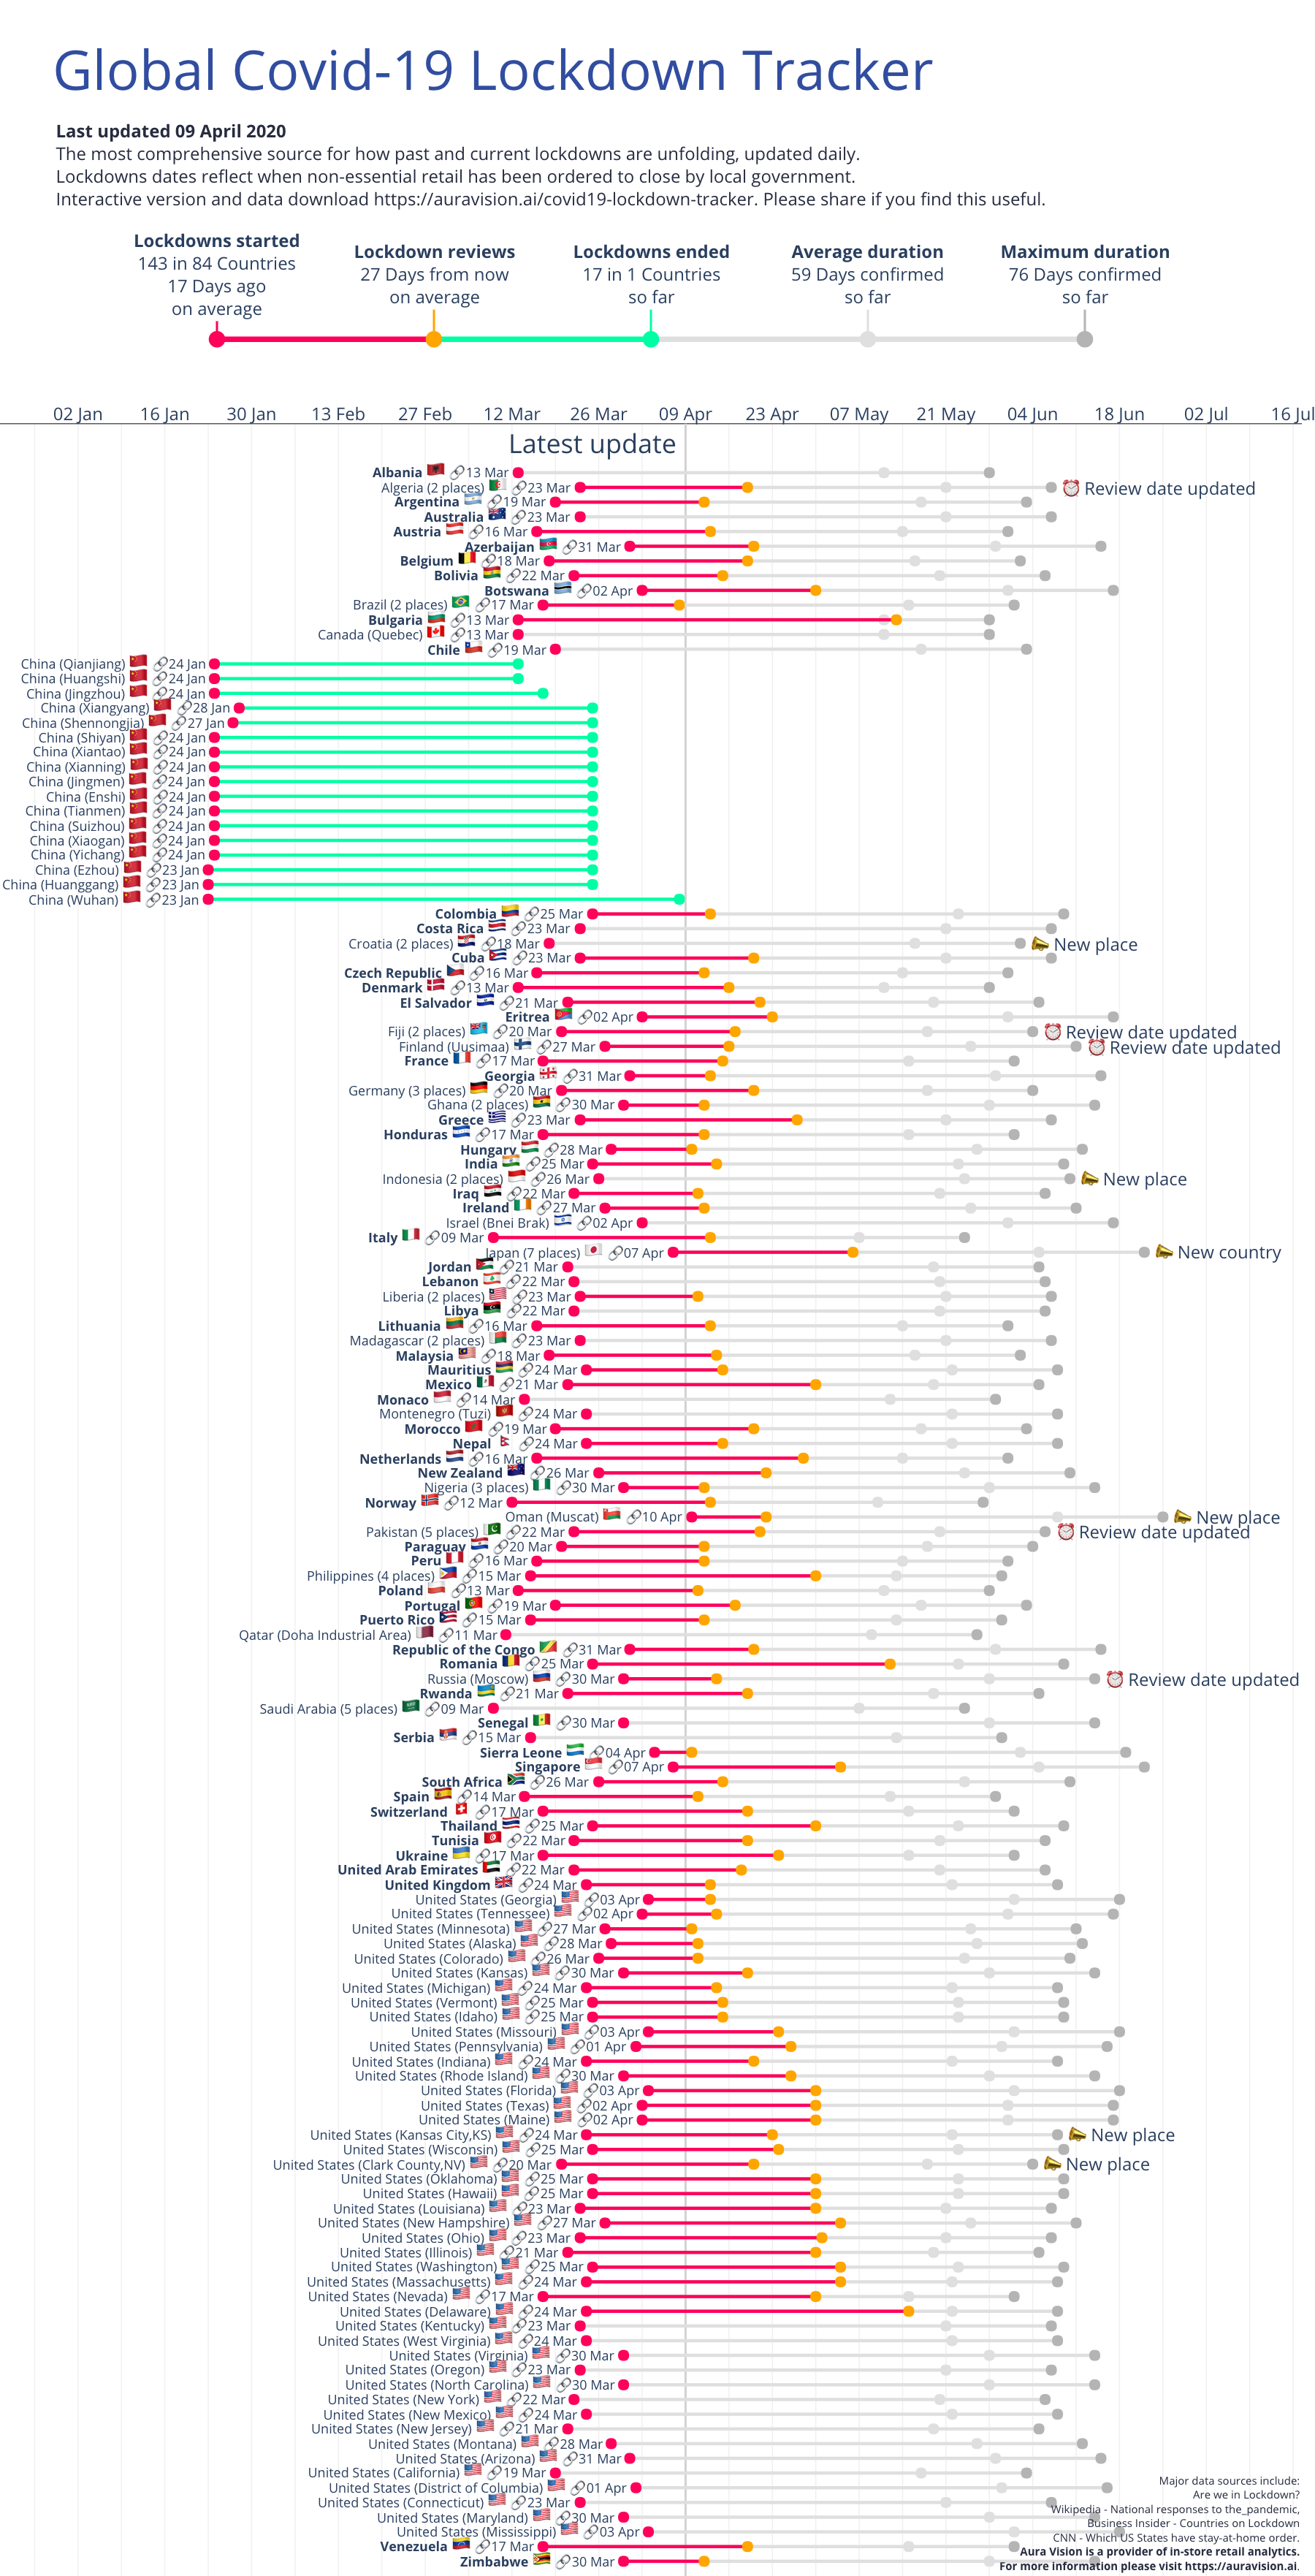 Global Covid-19 Lockdown Tracker
Last updated 09 April 2020
The most comprehensive source for how past and current lockdowns are unfolding, updated daily.
Lockdowns dates reflect when non-essential retail has been ordered to close by local government.
Interactive version and data download https://auravision.ai/covid19-lockdown-tracker. Please share if you find this useful.
Lockdowns started
143 in 84 Countries
17 Days ago
on average
Lockdown reviews
27 Days from now
on average
Lockdowns ended
17 in 1 Countries
so far
Average duration
59 Days confirmed
so far
Maximum duration
76 Days confirmed
so far
02 Jan 16 Jan 30 Jan 13 Feb 27 Feb 12 Mar 26 Mar 09 Apr 23 Apr 07 May 21 May 04 Jun 18 Jun 02 Jul 16 Jul
Latest update
Albania 13 Mar
Algeria (2 places) 23 Mar Review date updated
Argentina 19 Mar
Australia 23 Mar
Austria 16 Mar
Azerbaijan 31 Mar
Belgium 18 Mar
Bolivia 22 Mar
Botswana 02 Apr
Brazil (2 places) 17 Mar
Bulgaria 13 Mar
Canada (Quebec) 13 Mar
Chile 19 Mar
China (Qianjiang) 24 Jan
China (Huangshi) 24 Jan
China (Jingzhou) 24 Jan
China (Xiangyang) 28 Jan
China (Shennongjia) 27 Jan
China (Shiyan) 24 Jan
China (Xiantao) 24 Jan
China (Xianning) 24 Jan
China (Jingmen) 24 Jan
China (Enshi) 24 Jan
China (Tianmen) 24 Jan
China (Suizhou) 24 Jan
China (Xiaogan) 24 Jan
China (Yichang) 24 Jan
China (Ezhou) 23 Jan
China (Huanggang) 23 Jan
China (Wuhan) 23 Jan
Colombia 25 Mar
Costa Rica 23 Mar
Croatia (2 places) 18 Mar New place
Cuba 23 Mar
Czech Republic 16 Mar
Denmark 13 Mar
El Salvador 21 Mar
Eritrea 02 Apr
Fiji (2 places) 20 Mar Review date updated
Finland (Uusimaa) 27 Mar Review date updated
France 17 Mar
Georgia 31 Mar
Germany (3 places) 20 Mar
Ghana (2 places) 30 Mar
Greece 23 Mar
Honduras 17 Mar
Hungary 28 Mar
India 25 Mar
Indonesia (2 places) 26 Mar New place
Iraq 22 Mar
Ireland 27 Mar
Israel (Bnei Brak) 02 Apr
Italy 09 Mar
Japan (7 places) 07 Apr New country
Jordan 21 Mar
Lebanon 22 Mar
Liberia (2 places) 23 Mar
Libya 22 Mar
Lithuania 16 Mar
Madagascar (2 places) 23 Mar
Malaysia 18 Mar
Mauritius 24 Mar
Mexico 21 Mar
Monaco 14 Mar
Montenegro (Tuzi) 24 Mar
Morocco 19 Mar
Nepal 24 Mar
Netherlands 16 Mar
New Zealand 26 Mar
Nigeria (3 places) 30 Mar
Norway 12 Mar
Oman (Muscat) 10 Apr New place
Pakistan (5 places) 22 Mar Review date updated
Paraguay 20 Mar
Peru 16 Mar
Philippines (4 places) 15 Mar
Poland 13 Mar
Portugal 19 Mar
Puerto Rico 15 Mar
Qatar (Doha Industrial Area) 11 Mar
Republic of the Congo 31 Mar
Romania 25 Mar
Russia (Moscow) 30 Mar Review date updated
Rwanda 21 Mar
Saudi Arabia (5 places) 09 Mar
Senegal 30 Mar
Serbia 15 Mar
Sierra Leone 04 Apr
Singapore 07 Apr
South Africa 26 Mar
Spain 14 Mar
Switzerland 17 Mar
Thailand 25 Mar
Tunisia 22 Mar
Ukraine 17 Mar
United Arab Emirates 22 Mar
United Kingdom 24 Mar
United States (Georgia) 03 Apr
United States (Tennessee) 02 Apr
United States (Minnesota) 27 Mar
United States (Alaska) 28 Mar
United States (Colorado) 26 Mar
United States (Kansas) 30 Mar
United States (Michigan) 24 Mar
United States (Vermont) 25 Mar
United States (Idaho) 25 Mar
United States (Missouri) 03 Apr
United States (Pennsylvania) 01 Apr
United States (Indiana) 24 Mar
United States (Rhode Island) 30 Mar
United States (Florida) 03 Apr
United States (Texas) 02 Apr
United States (Maine) 02 Apr
United States (Kansas City,KS) 24 Mar New place
United States (Wisconsin) 25 Mar
United States (Clark County,NV) 20 Mar New place
United States (Oklahoma) 25 Mar
United States (Hawaii) 25 Mar
United States (Louisiana) 23 Mar
United States (New Hampshire) 27 Mar
United States (Ohio) 23 Mar
United States (Illinois) 21 Mar
United States (Washington) 25 Mar
United States (Massachusetts) 24 Mar
United States (Nevada) 17 Mar
United States (Delaware) 24 Mar
United States (Kentucky) 23 Mar
United States (West Virginia) 24 Mar
United States (Virginia) 30 Mar
United States (Oregon) 23 Mar
United States (North Carolina) 30 Mar
United States (New York) 22 Mar
United States (New Mexico) 24 Mar
United States (New Jersey) 21 Mar
United States (Montana) 28 Mar
United States (Arizona) 31 Mar
United States (California) 19 Mar
United States (District of Columbia) 01 Apr
United States (Connecticut) 23 Mar
United States (Maryland) 30 Mar
United States (Mississippi) 03 Apr
Venezuela 17 Mar
Zimbabwe 30 Mar
Major data sources include:
Are we in Lockdown?
Wikipedia - National responses to the_pandemic,
Business Insider - Countries on Lockdown
CNN - Which US States have stay-at-home order.
Aura Vision is a provider of in-store retail analytics.
For more information please visit https://auravision.ai.